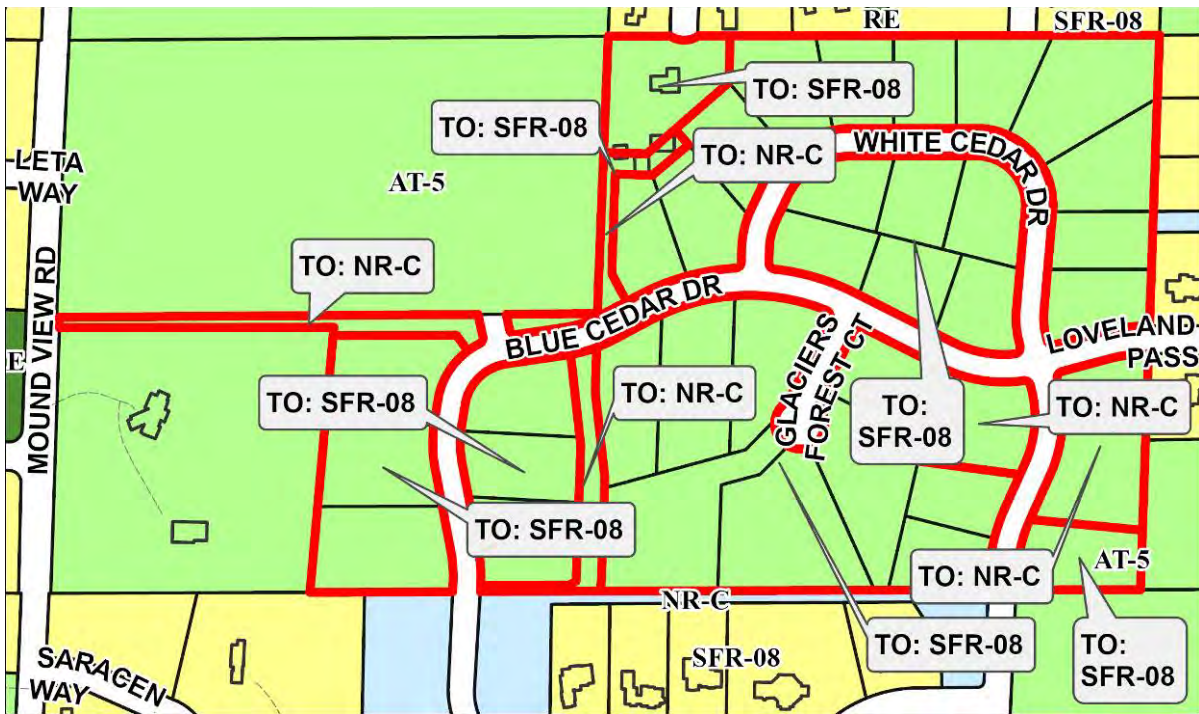 RE
SFR-08
TO: SFR-08
TO: SFR-08
WHITE CEDAR DR
TO: NR-C
LETA
WAY
AT-5
TO: NR-C
BLUE CEDAR DR
LOVELAND
PASS
MOUND VIEW RD
E
GLACIERS
FOREST CT
TO: SFR-08
TO: NR-C
TO:
SFR-08
TO: NR-C
TO: SFR-08
AT-5
TO: NR-C
NR-C
TO: SFR-08
TO:
SFR-08
SFR-08
SARACEN
WAY